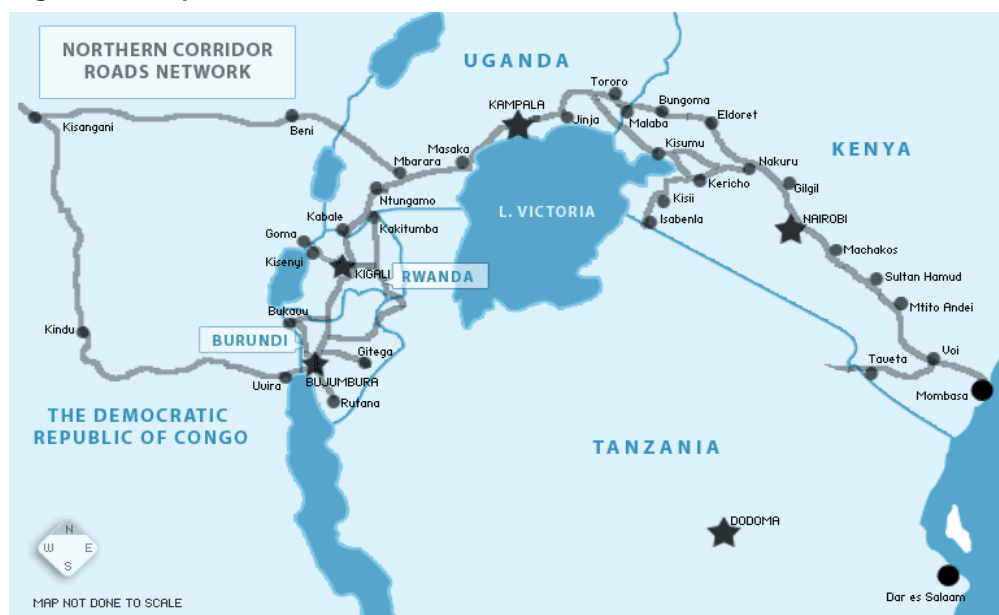 NORTHERN CORRIDOR
ROADS NETWORK
UGANDA
Tororo
KAMPALA
Jinja
Malaba
Bungoma
Eldoret
Kisangani
Beni
Masaka
Mbarara
Kisumu
KENYA
Nakuru
Kericho
Gilgil
Ntungamo
Kisii
L. VICTORIA
Isabenla
NAIROBI
Kabale
Kakitumba
Goma
Kisenyi
KIGALI
RWANDA
Machakos
Sultan Hamud
Mtito Andei
Bukavu
Kindu
BURUNDI
Gitega
Voi
Taveta
Uvira
BUJUMBURA
Mombasa
Rutana
THE DEMOCRATIC
REPUBLIC OF CONGO
TANZANIA
DODOMA
N
W E
S
MAP NOT DONE TO SCALE
Dar es Salaam